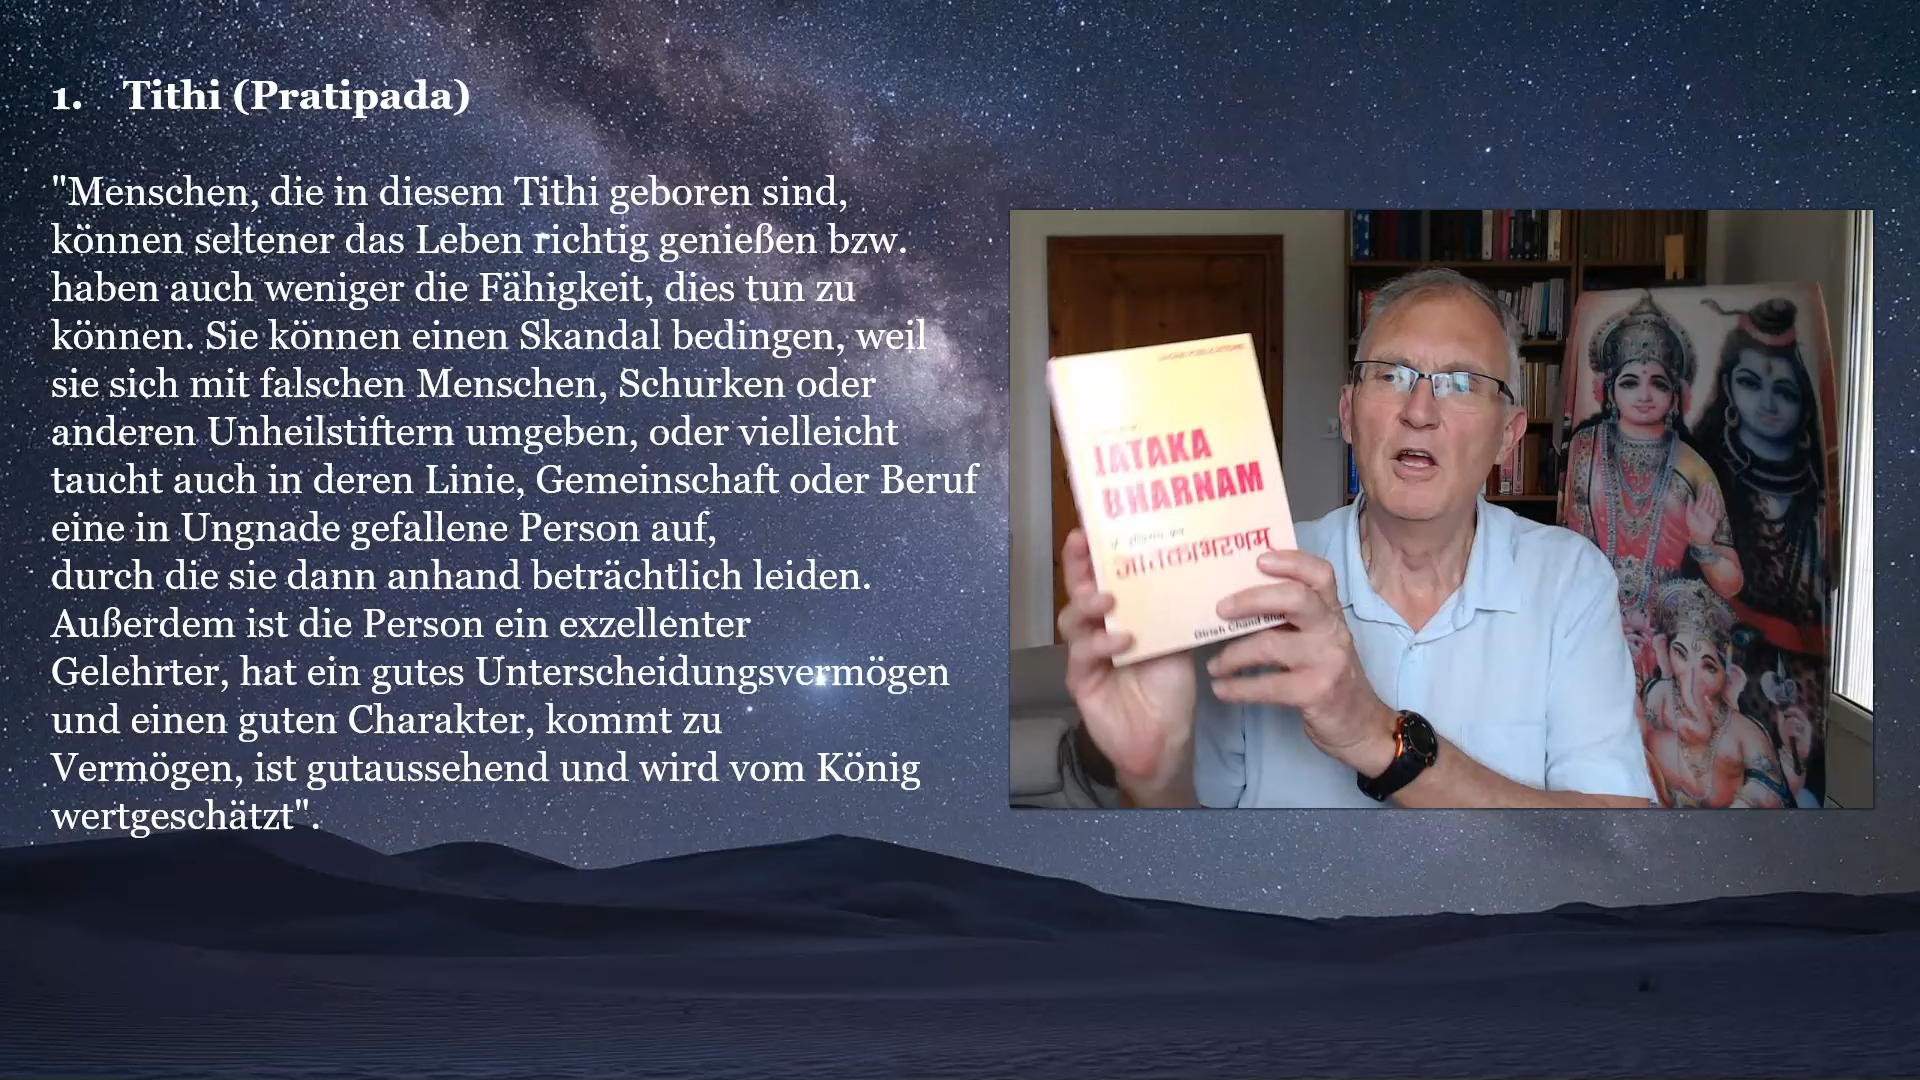 1. Tithi (Pratipada)
"Menschen, die in diesem Tithi geboren sind,
können seltener das Leben richtig genießen bzw.
haben auch weniger die Fähigkeit, dies tun zu
können. Sie können einen Skandal bedingen, weil
sie sich mit falschen Menschen, Schurken oder
anderen Unheilstiftern umgeben, oder vielleicht
taucht auch in deren Linie, Gemeinschaft oder Beruf
eine in Ungnade gefallene Person auf,
durch die sie dann anhand beträchtlich leiden.
Außerdem ist die Person ein exzellenter
Gelehrter, hat ein gutes Unterscheidungsvermögen
und einen guten Charakter, kommt zu
Vermögen, ist gutaussehend und wird vom König
wertgeschätzt".
JATAKA
BHARNAM
जातकाभरणम्
Girish Chand